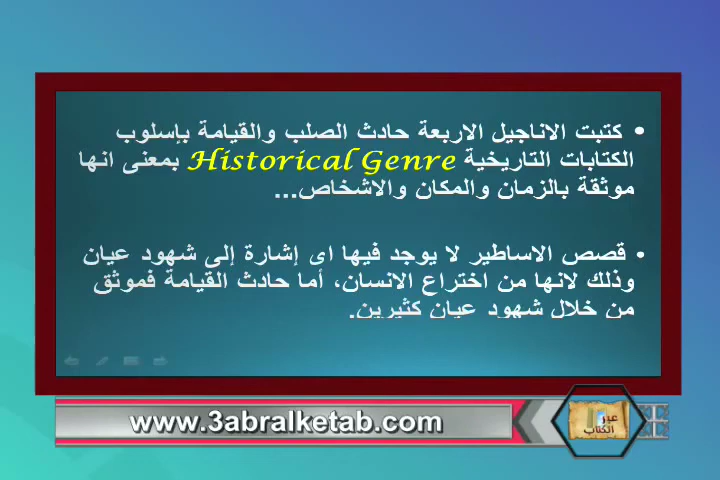 • كتبت الاناجيل الاربعة حادث الصلب والقيامة بإسلوب
الكتابات التاريخية Historical Genre بمعنى انها
موثقة بالزمان والمكان والاشخاص...
• قصص الاساطير لا يوجد فيها اى إشارة إلى شهود عيان
وذلك لانها من اختراع الانسان، أما حادث القيامة فموثق
من خلال شهود عيان كثيرين.
www.3abralketab.com
عبر
الكتاب